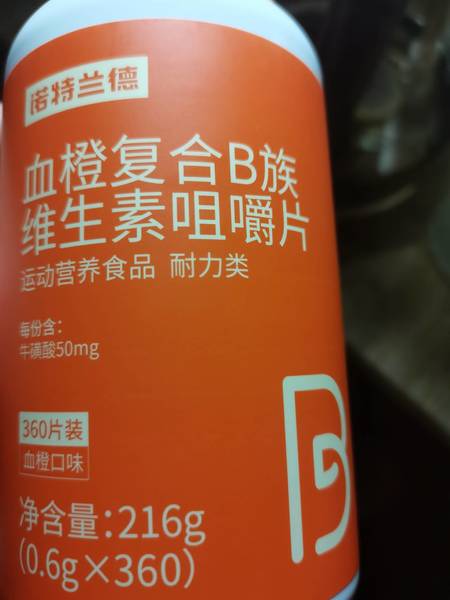 诺特兰德
血橙复合B族
维生素咀嚼片
运动营养食品 耐力类
每份含：
牛磺酸50mg
360片装
血橙口味
净含量：216g
（0.6g×360）
B